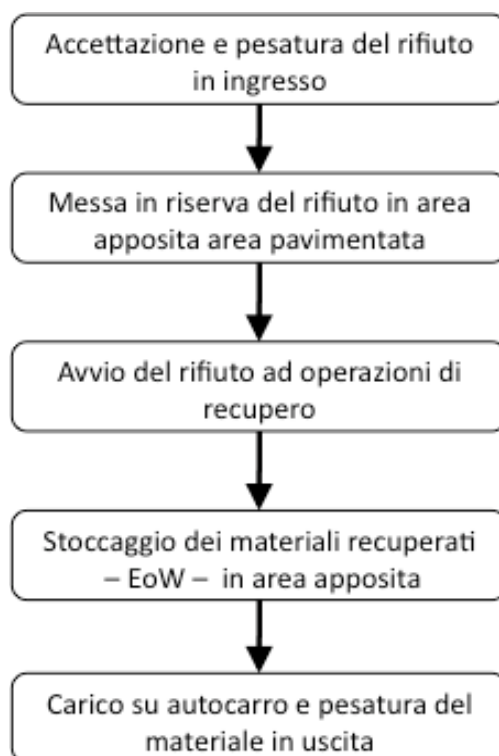 Accettazione e pesatura del rifiuto
in ingresso
Messa in riserva del rifiuto in area
apposita area pavimentata
Avvio del rifiuto ad operazioni di
recupero
Stoccaggio dei materiali recuperati
– EoW – in area apposita
Carico su autocarro e pesatura del
materiale in uscita